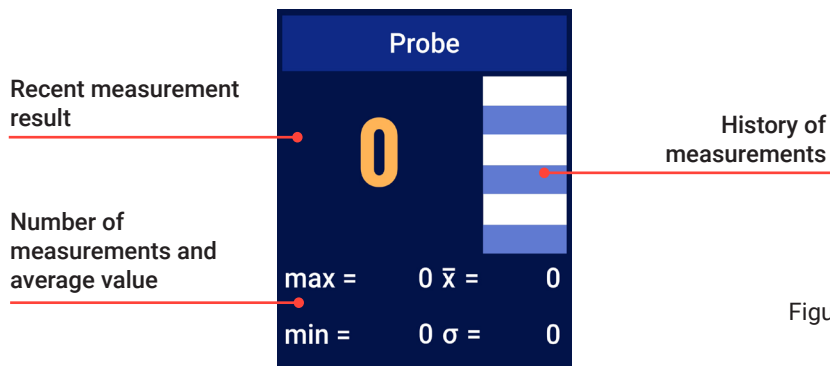 Probe
Recent measurement
result
0
History of
measurements
Number of
measurements and
average value
max = 0 x̅ = 0
min = 0 σ = 0
Figu